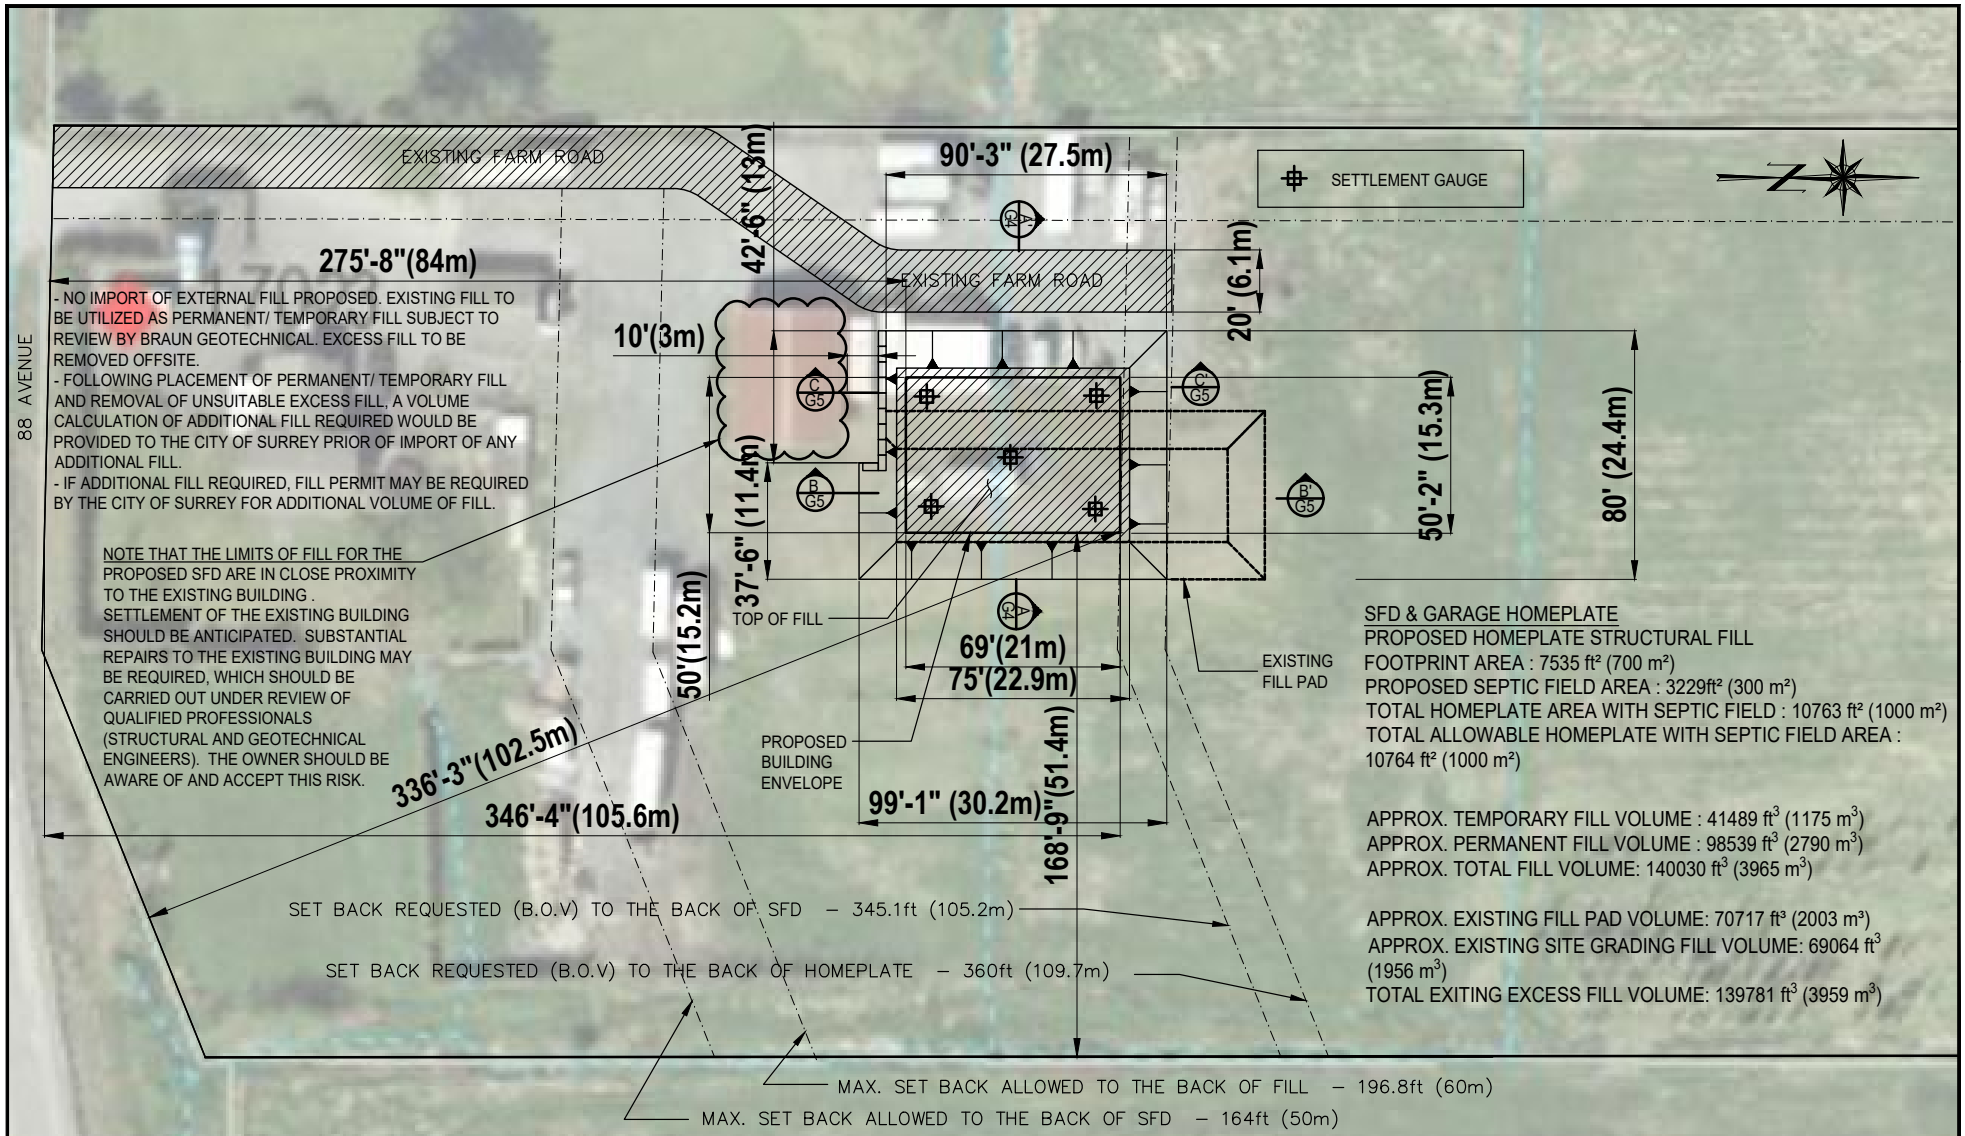 EXISTING FARM ROAD
42'-6" (13m)
90'-3" (27.5m)
SETTLEMENT GAUGE
A'
G4
275'-8"(84m)
EXISTING FARM ROAD
20' (6.1m)
88 AVENUE
- NO IMPORT OF EXTERNAL FILL PROPOSED. EXISTING FILL TO
BE UTILIZED AS PERMANENT/ TEMPORARY FILL SUBJECT TO
REVIEW BY BRAUN GEOTECHNICAL. EXCESS FILL TO BE
REMOVED OFFSITE.
- FOLLOWING PLACEMENT OF PERMANENT/ TEMPORARY FILL
AND REMOVAL OF UNSUITABLE EXCESS FILL, A VOLUME
CALCULATION OF ADDITIONAL FILL REQUIRED WOULD BE
PROVIDED TO THE CITY OF SURREY PRIOR OF IMPORT OF ANY
ADDITIONAL FILL.
- IF ADDITIONAL FILL REQUIRED, FILL PERMIT MAY BE REQUIRED
BY THE CITY OF SURREY FOR ADDITIONAL VOLUME OF FILL.
10'(3m)
C
G5
C'
G5
B
G5
B'
G5
50'-2" (15.3m)
80' (24.4m)
37'-6" (11.4m)
50'(15.2m)
NOTE THAT THE LIMITS OF FILL FOR THE
PROPOSED SFD ARE IN CLOSE PROXIMITY
TO THE EXISTING BUILDING .
SETTLEMENT OF THE EXISTING BUILDING
SHOULD BE ANTICIPATED. SUBSTANTIAL
REPAIRS TO THE EXISTING BUILDING MAY
BE REQUIRED, WHICH SHOULD BE
CARRIED OUT UNDER REVIEW OF
QUALIFIED PROFESSIONALS
(STRUCTURAL AND GEOTECHNICAL
ENGINEERS). THE OWNER SHOULD BE
AWARE OF AND ACCEPT THIS RISK.
TOP OF FILL
A
G4
69'(21m)
75'(22.9m)
EXISTING
FILL PAD
PROPOSED
BUILDING
ENVELOPE
336'-3"(102.5m)
346'-4"(105.6m)
99'-1" (30.2m)
168'-9"(51.4m)
SFD & GARAGE HOMEPLATE
PROPOSED HOMEPLATE STRUCTURAL FILL
FOOTPRINT AREA : 7535 ft² (700 m²)
PROPOSED SEPTIC FIELD AREA : 3229ft² (300 m²)
TOTAL HOMEPLATE AREA WITH SEPTIC FIELD : 10763 ft² (1000 m²)
TOTAL ALLOWABLE HOMEPLATE WITH SEPTIC FIELD AREA :
10764 ft² (1000 m²)
APPROX. TEMPORARY FILL VOLUME : 41489 ft³ (1175 m³)
APPROX. PERMANENT FILL VOLUME : 98539 ft³ (2790 m³)
APPROX. TOTAL FILL VOLUME: 140030 ft³ (3965 m³)
APPROX. EXISTING FILL PAD VOLUME: 70717 ft³ (2003 m³)
APPROX. EXISTING SITE GRADING FILL VOLUME: 69064 ft³
(1956 m³)
TOTAL EXITING EXCESS FILL VOLUME: 139781 ft³ (3959 m³)
SET BACK REQUESTED (B.O.V) TO THE BACK OF SFD - 345.1ft (105.2m)
SET BACK REQUESTED (B.O.V) TO THE BACK OF HOMEPLATE - 360ft (109.7m)
MAX. SET BACK ALLOWED TO THE BACK OF FILL - 196.8ft (60m)
MAX. SET BACK ALLOWED TO THE BACK OF SFD - 164ft (50m)